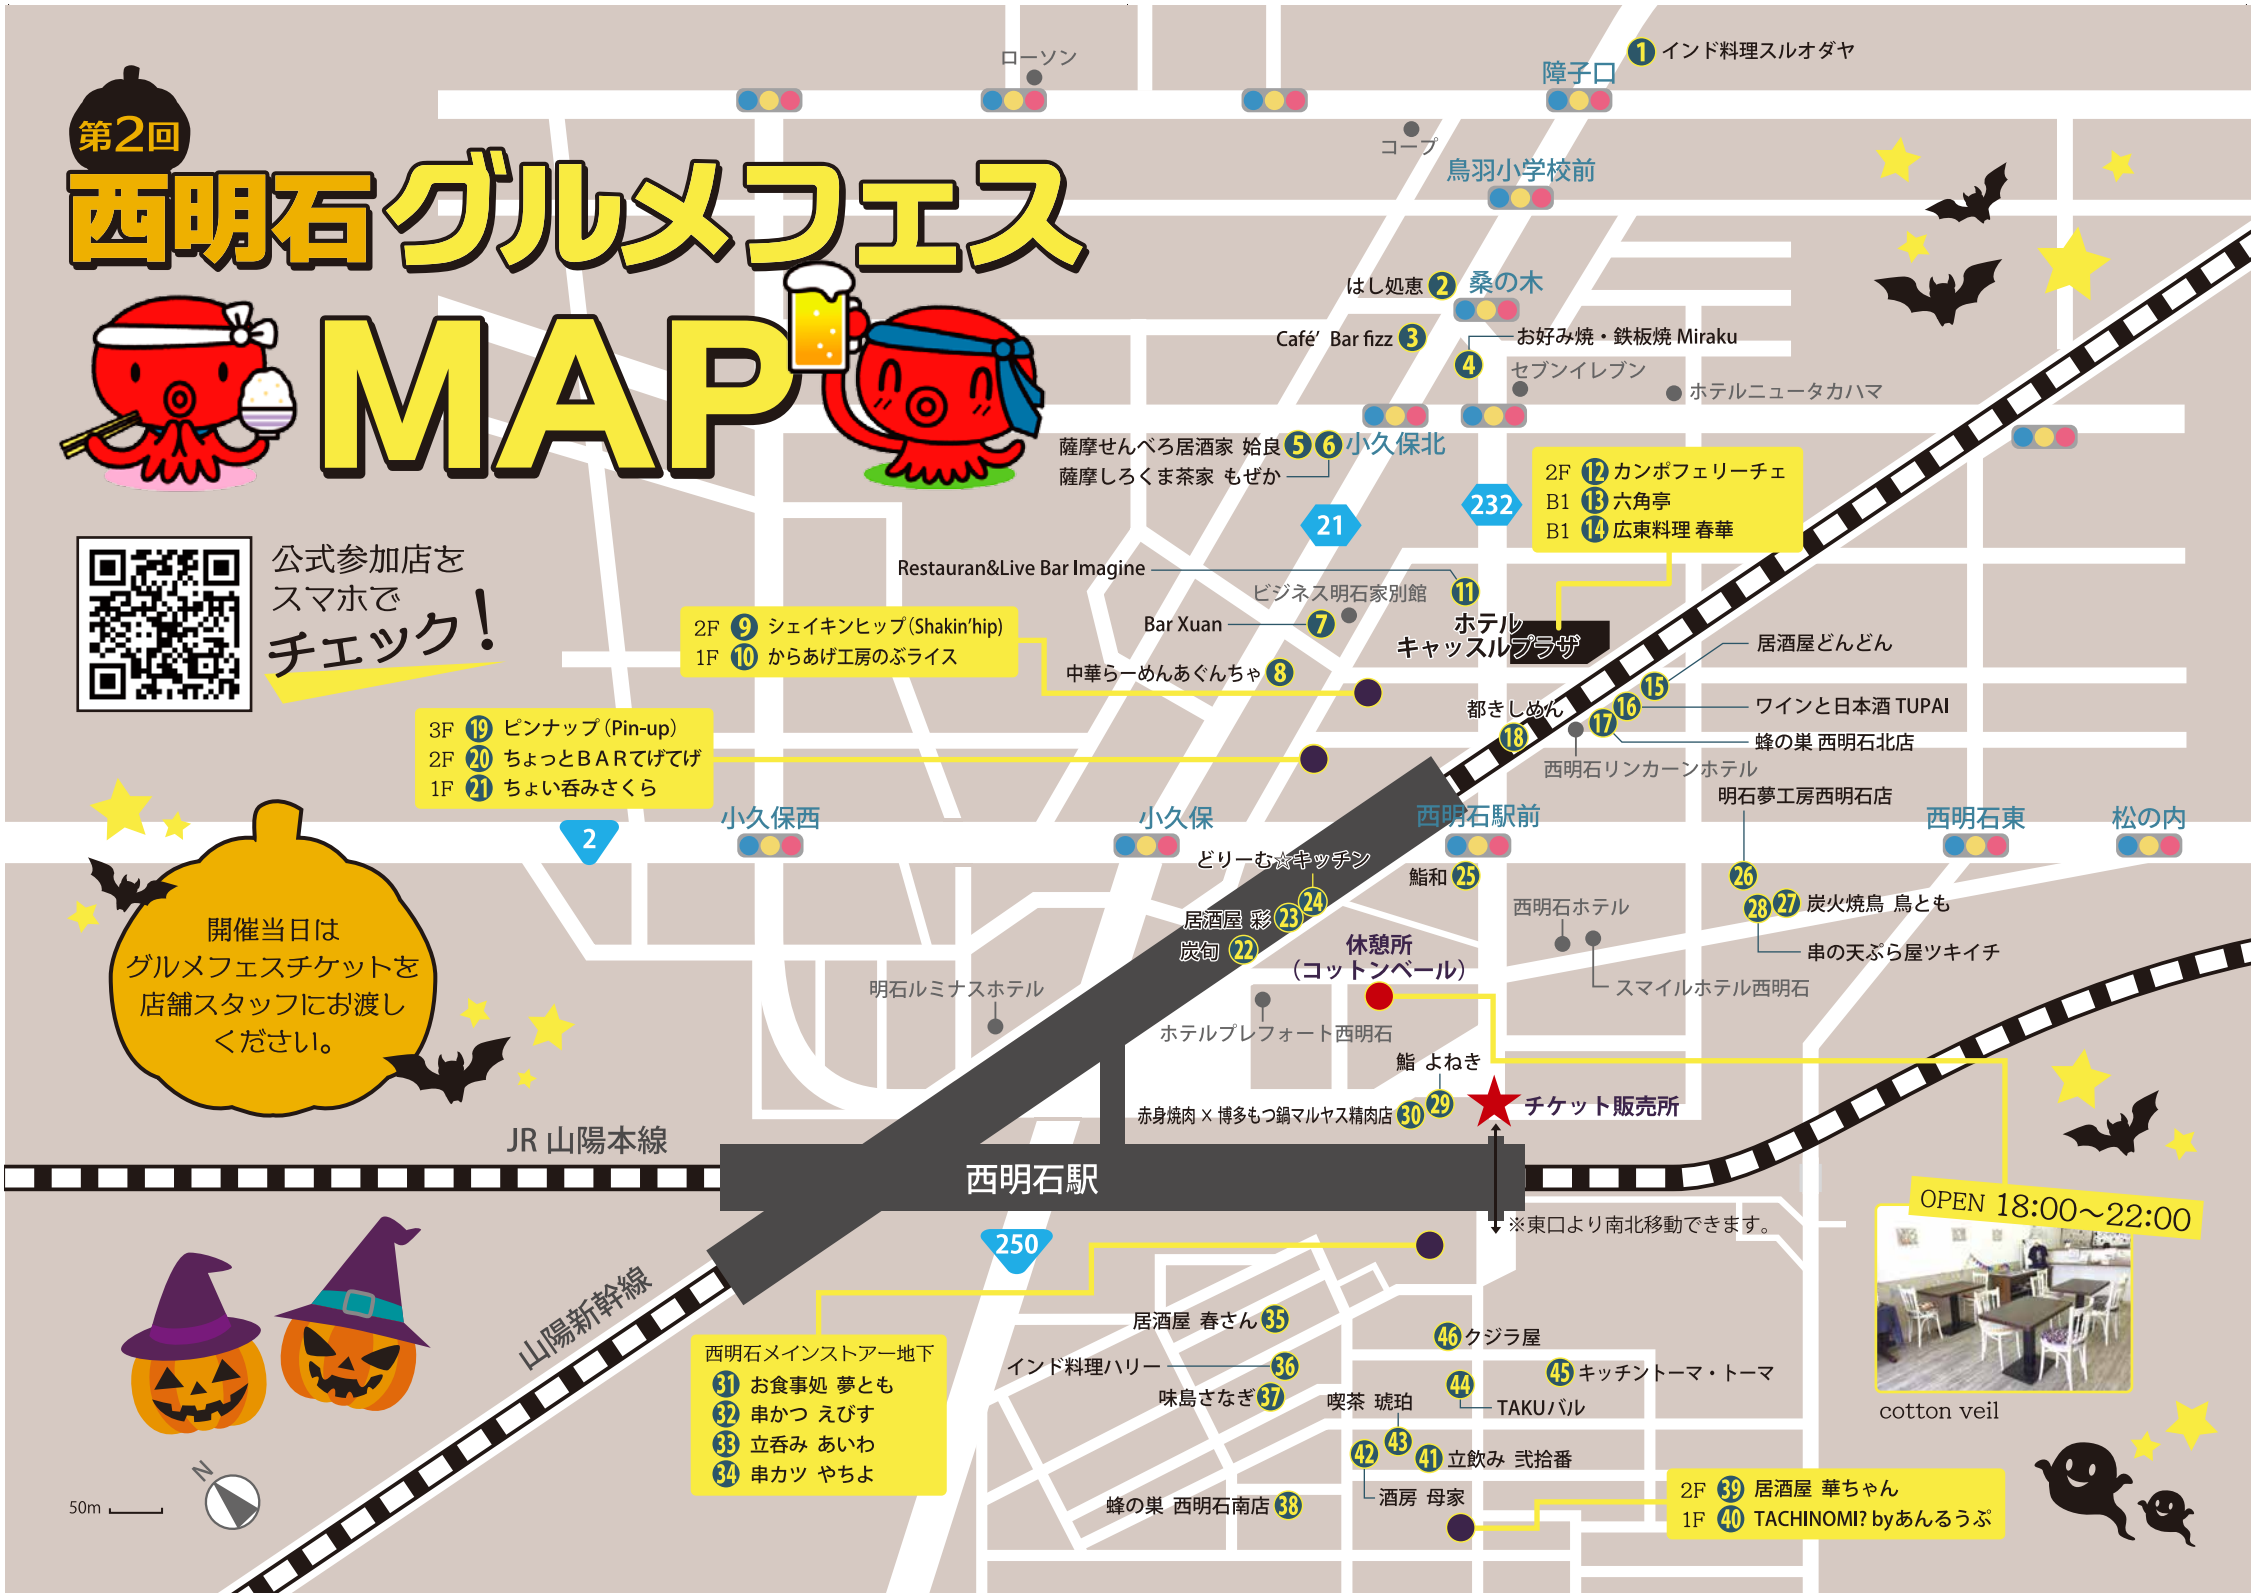 第2回
西明石グルメフェス
MAP
公式参加店を
スマホで
チェック！
開催当日は
グルメフェスチケットを
店舗スタッフにお渡し
ください。
ローソン
障子口
1 インド料理スルオダヤ
コープ
鳥羽小学校前
はし処恵 2
桑の木
Café' Bar fizz 3
お好み焼・鉄板焼 Miraku
4
セブンイレブン
ホテルニュータカハマ
薩摩せんべろ居酒家 姶良 5
6 小久保北
薩摩しろくま茶家 もぜか
21
232
2F 12 カンポフェリーチェ
B1 13 六角亭
B1 14 広東料理 春華
Restauran&Live Bar Imagine
11
ビジネス明石家別館
Bar Xuan
7
ホテル
キャッスルプラザ
2F 9 シェイキンヒップ（Shakin'hip)
1F 10 からあげ工房のぶライス
中華らーめんあぐんちゃ 8
居酒屋どんどん
15
ワインと日本酒 TUPAI
16
蜂の巣 西明石北店
17
都きしめん
18
西明石リンカーンホテル
3F 19 ピンナップ（Pin-up）
2F 20 ちょっとＢＡＲてげてげ
1F 21 ちょい呑みさくら
2
小久保西
小久保
西明石駅前
西明石東
松の内
明石夢工房西明石店
26
どりーむ☆キッチン
24
居酒屋 彩 23
炭旬 22
鮨和 25
西明石ホテル
28
27 炭火焼鳥 鳥とも
串の天ぷら屋ツキイチ
スマイルホテル西明石
休憩所
（コットンベール）
明石ルミナスホテル
ホテルプレフォート西明石
鮨 よねき
29
赤身焼肉 × 博多もつ鍋マルヤス精肉店 30
チケット販売所
JR 山陽本線
西明石駅
※東口より南北移動できます。
250
山陽新幹線
OPEN 18:00～22:00
cotton veil
西明石メインストアー地下
31 お食事処 夢とも
32 串かつ えびす
33 立呑み あいわ
34 串カツ やちよ
居酒屋 春さん 35
インド料理ハリー
36
味島さなぎ 37
蜂の巣 西明石南店 38
46 クジラ屋
45 キッチントーマ・トーマ
44
TAKUバル
喫茶 琥珀
43
42
41 立飲み 弐拾番
酒房 母家
2F 39 居酒屋 華ちゃん
1F 40 TACHINOMI? byあんるうぷ
N
50m